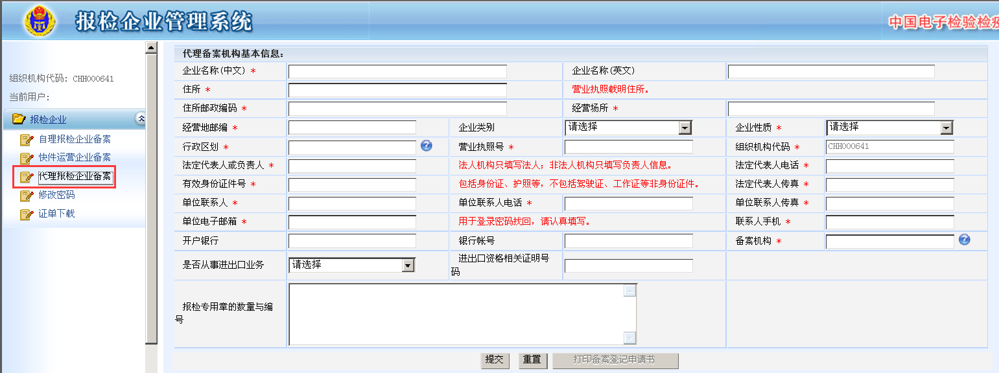 报检企业管理系统
中国电子检验检疫
组织机构代码: CHH000641
当前用户:
报检企业
自理报检企业备案
快件运营企业备案
代理报检企业备案
修改密码
证单下载
代理备案机构基本信息:
企业名称(中文) *
企业名称(英文)
住所 *
营业执照载明住所。
住所邮政编码 *
经营场所 *
经营地邮编 *
企业类别
请选择
企业性质 *
请选择
行政区划 *
营业执照号 *
组织机构代码 *
CHH000641
法定代表人或负责人 *
法人机构只填写法人，非法人机构只填写负责人信息。
法定代表人电话 *
有效身份证件号 *
包括身份证、护照等，不包括驾驶证、工作证等非身份证件。
法定代表人传真 *
单位联系人 *
单位联系人电话 *
单位联系人传真 *
单位电子邮箱 *
用于登录密码找回，请认真填写。
联系人手机 *
开户银行
银行帐号
备案机构 *
是否从事进出口业务
请选择
进出口资格相关证明号
码
报检专用章的数量与编
号
提交
重置
打印备案登记申请书